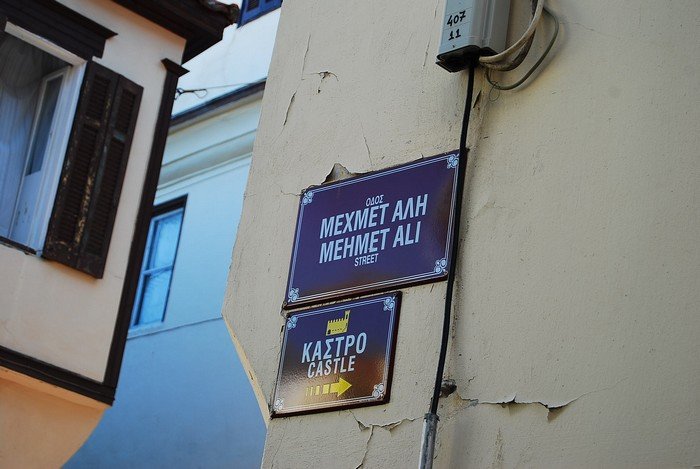 407
11
ΟΔΟΣ
ΜΕΧΜΕΤ ΑΛΗ
MEHMET ALI
STREET
ΚΑΣΤΡΟ
CASTLE